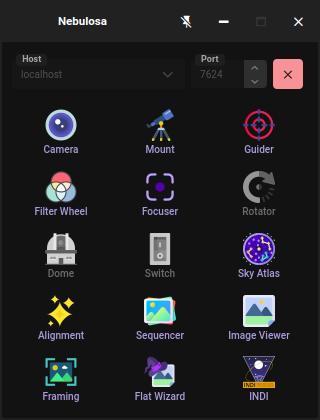 Nebulosa
Host
Port
localhost
7624
Camera
Mount
Guider
Filter Wheel
Focuser
Rotator
Dome
Switch
Sky Atlas
Alignment
Sequencer
Image Viewer
INDI
Framing
Flat Wizard
INDI